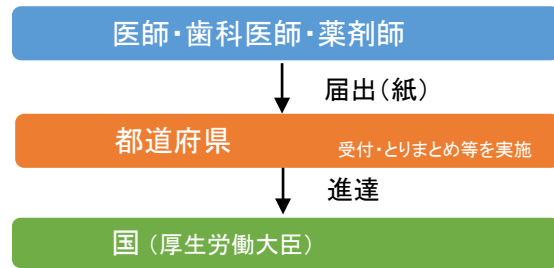 医師・歯科医師・薬剤師
届出（紙）
都道府県 受付・とりまとめ等を実施
進達
国（厚生労働大臣）